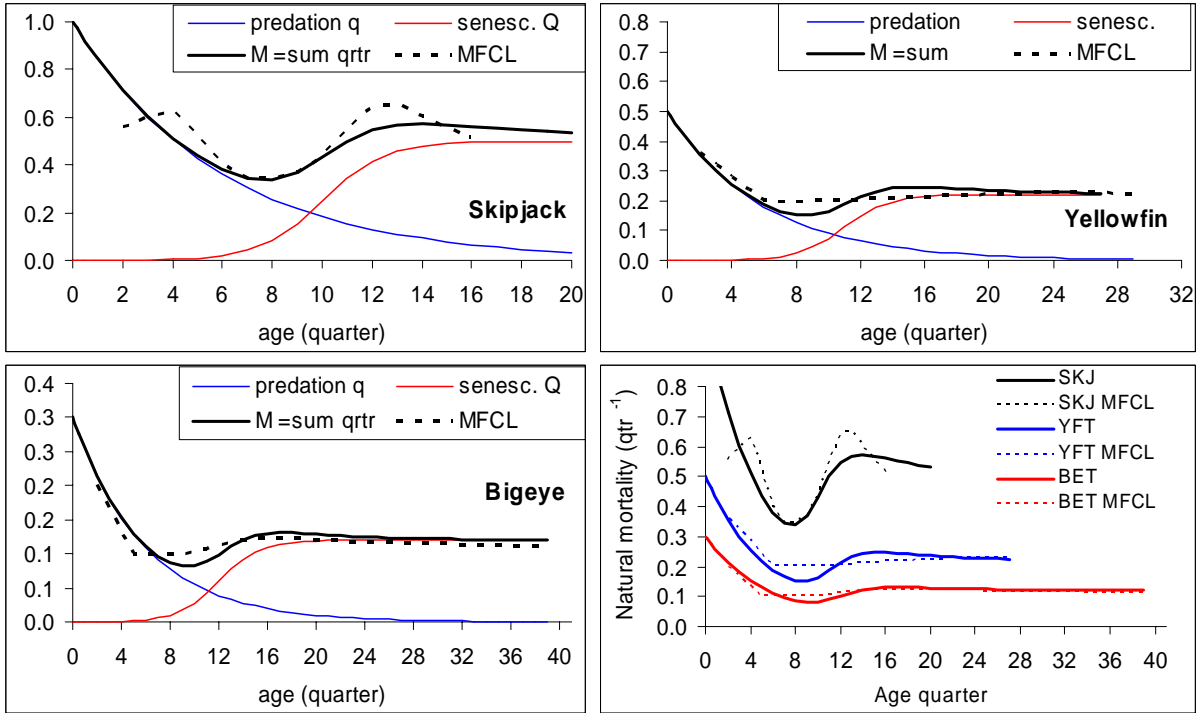 predation q senesc. Q
M =sum qrtr MFCL
1.0
0.8
0.6
0.4
0.2
0.0
Skipjack
0 2 4 6 8 10 12 14 16 18 20
age (quarter)
predation senesc.
M =sum MFCL
0.8
0.7
0.6
0.5
0.4
0.3
0.2
0.1
0.0
Yellowfin
0 4 8 12 16 20 24 28 32
age (quarter)
predation q senesc. Q
M =sum qrtr MFCL
0.4
0.3
0.3
0.2
0.2
0.1
0.1
0.0
Bigeye
0 4 8 12 16 20 24 28 32 36 40
age (quarter)
Natural mortality (qtr -1)
0.8
0.7
0.6
0.5
0.4
0.3
0.2
0.1
0.0
SKJ
SKJ MFCL
YFT
YFT MFCL
BET
BET MFCL
0 4 8 12 16 20 24 28 32 36 40
Age quarter